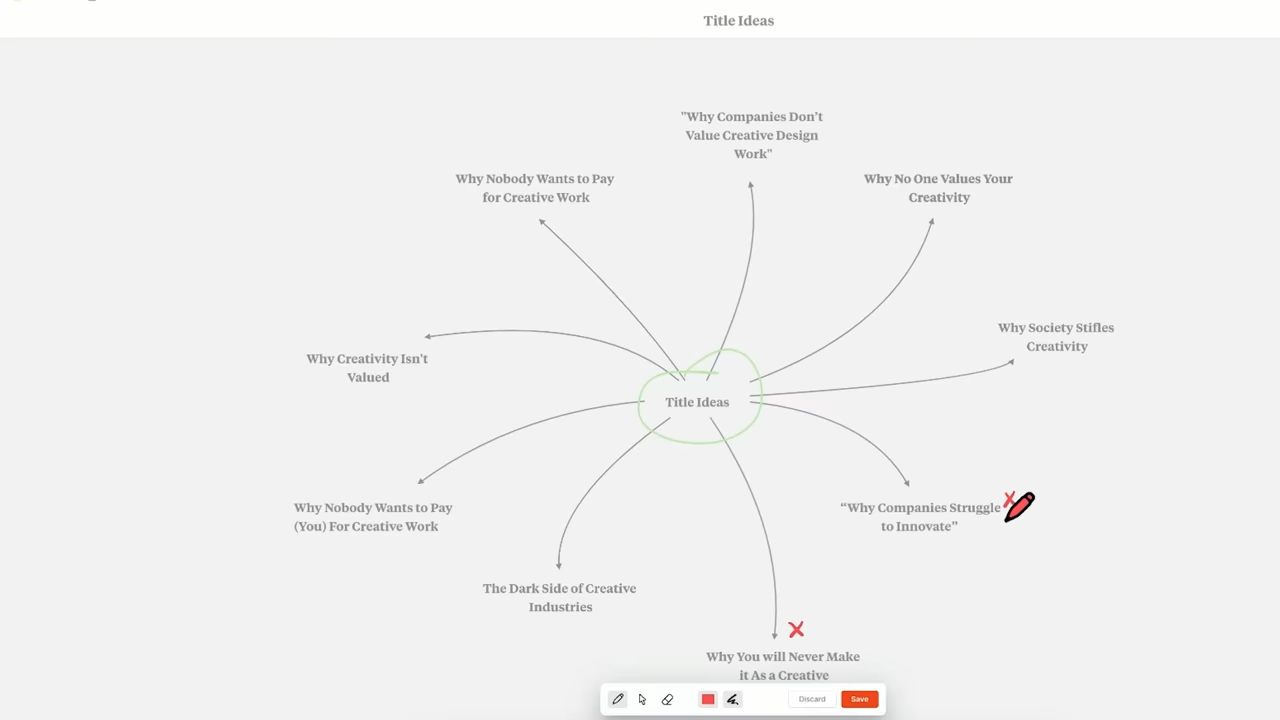 Title Ideas
"Why Companies Don't
Value Creative Design
Work"
Why Nobody Wants to Pay
for Creative Work
Why No One Values Your
Creativity
Why Society Stifles
Creativity
Why Creativity Isn't
Valued
Title Ideas
Why Nobody Wants to Pay
(You) For Creative Work
“Why Companies Struggle
to Innovate”
The Dark Side of Creative
Industries
Why You will Never Make
it As a Creative
Discard
Save